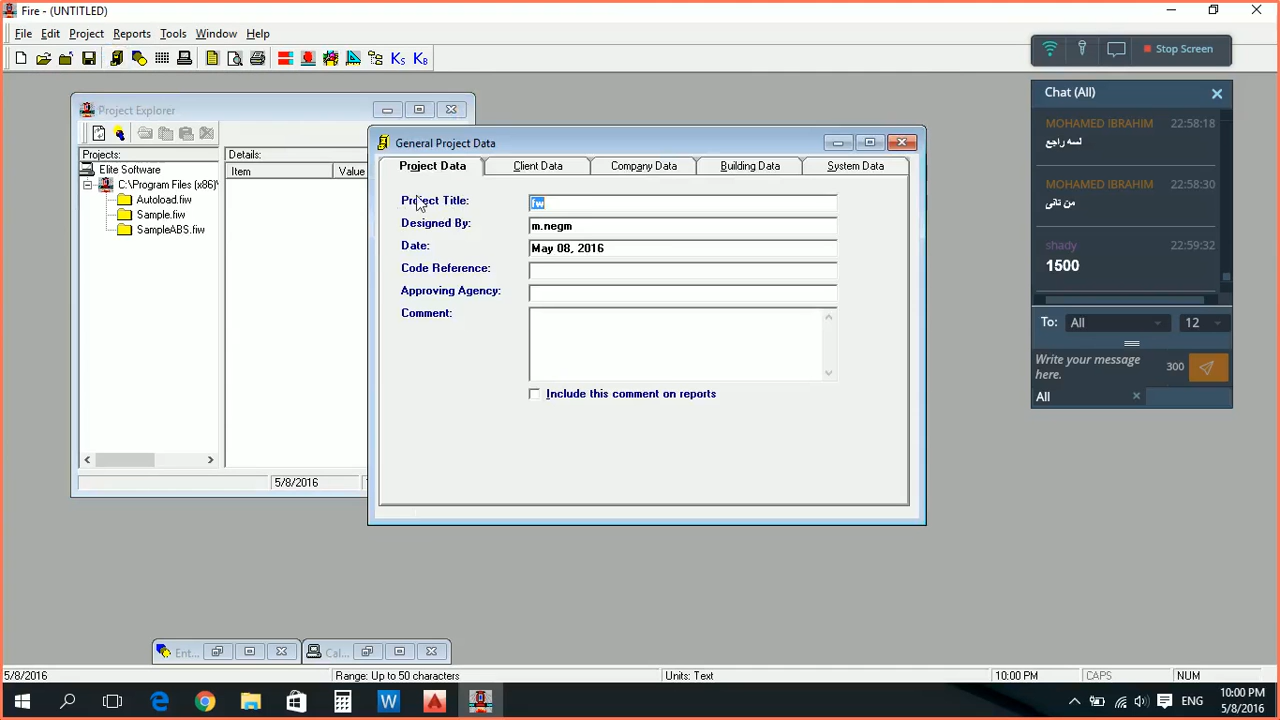 Fire - (UNTITLED)
File Edit Project Reports Tools Window Help
KS KB
Stop Screen
Project Explorer
Projects:
Details:
Elite Software
Item
Value
C:\Program Files (x86)\
Autoload.fiw
Sample.fiw
SampleABS.fiw
5/8/2016
General Project Data
Project Data
Client Data
Company Data
Building Data
System Data
Project Title:
fw
Designed By:
m.negm
Date:
May 08, 2016
Code Reference:
Approving Agency:
Comment:
Include this comment on reports
Chat (All)
MOHAMED IBRAHIM 22:58:18
لسه راجع
MOHAMED IBRAHIM 22:58:30
من تانى
shady 22:59:32
1500
To: All 12
Write your message
here.
300
All
Ent...
Cal...
5/8/2016
Range: Up to 50 characters
Units: Text
10:00 PM
CAPS
NUM
ENG
10:00 PM
5/8/2016